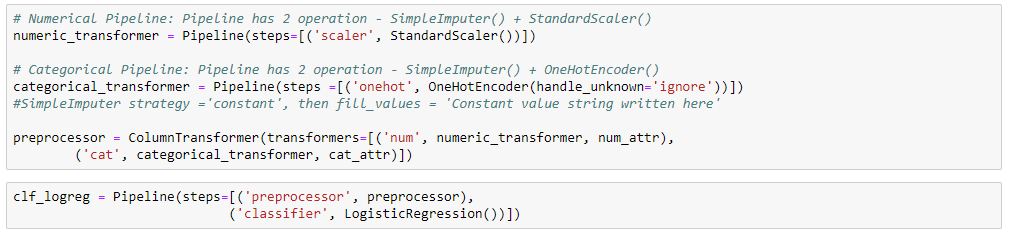 # Numerical Pipeline: Pipeline has 2 operation - SimpleImputer() + StandardScaler()
numeric_transformer = Pipeline(steps=[('scaler', StandardScaler())])
# Categorical Pipeline: Pipeline has 2 operation - SimpleImputer() + OneHotEncoder()
categorical_transformer = Pipeline(steps =[('onehot', OneHotEncoder(handle_unknown='ignore'))])
#SimpleImputer strategy ='constant', then fill_values = 'Constant value string written here'
preprocessor = ColumnTransformer(transformers=[('num', numeric_transformer, num_attr),
('cat', categorical_transformer, cat_attr)])
clf_logreg = Pipeline(steps=[('preprocessor', preprocessor),
('classifier', LogisticRegression())])